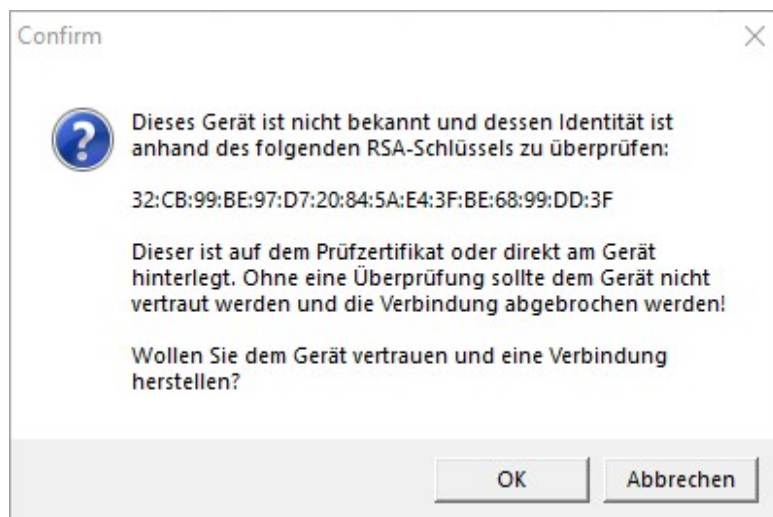 Confirm
Dieses Gerät ist nicht bekannt und dessen Identität ist
anhand des folgenden RSA-Schlüssels zu überprüfen:
32:CB:99:BE:97:D7:20:84:5A:E4:3F:BE:68:99:DD:3F
Dieser ist auf dem Prüfzertifikat oder direkt am Gerät
hinterlegt. Ohne eine Überprüfung sollte dem Gerät nicht
vertraut werden und die Verbindung abgebrochen werden!
Wollen Sie dem Gerät vertrauen und eine Verbindung
herstellen?
OK
Abbrechen